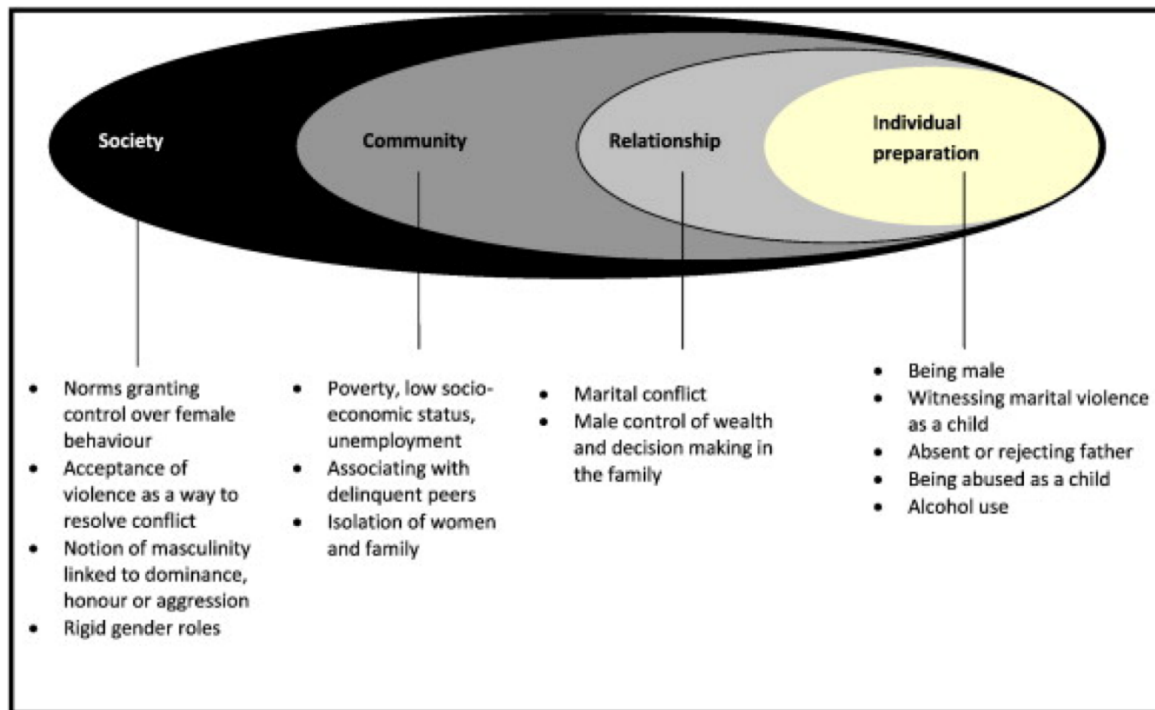 Society
Community
Relationship
Individual
preparation
• Norms granting
control over female
behaviour
• Acceptance of
violence as a way to
resolve conflict
• Notion of masculinity
linked to dominance,
honour or aggression
• Rigid gender roles
• Poverty, low socio-
economic status,
unemployment
• Associating with
delinquent peers
• Isolation of women
and family
• Marital conflict
• Male control of wealth
and decision making in
the family
• Being male
• Witnessing marital violence
as a child
• Absent or rejecting father
• Being abused as a child
• Alcohol use